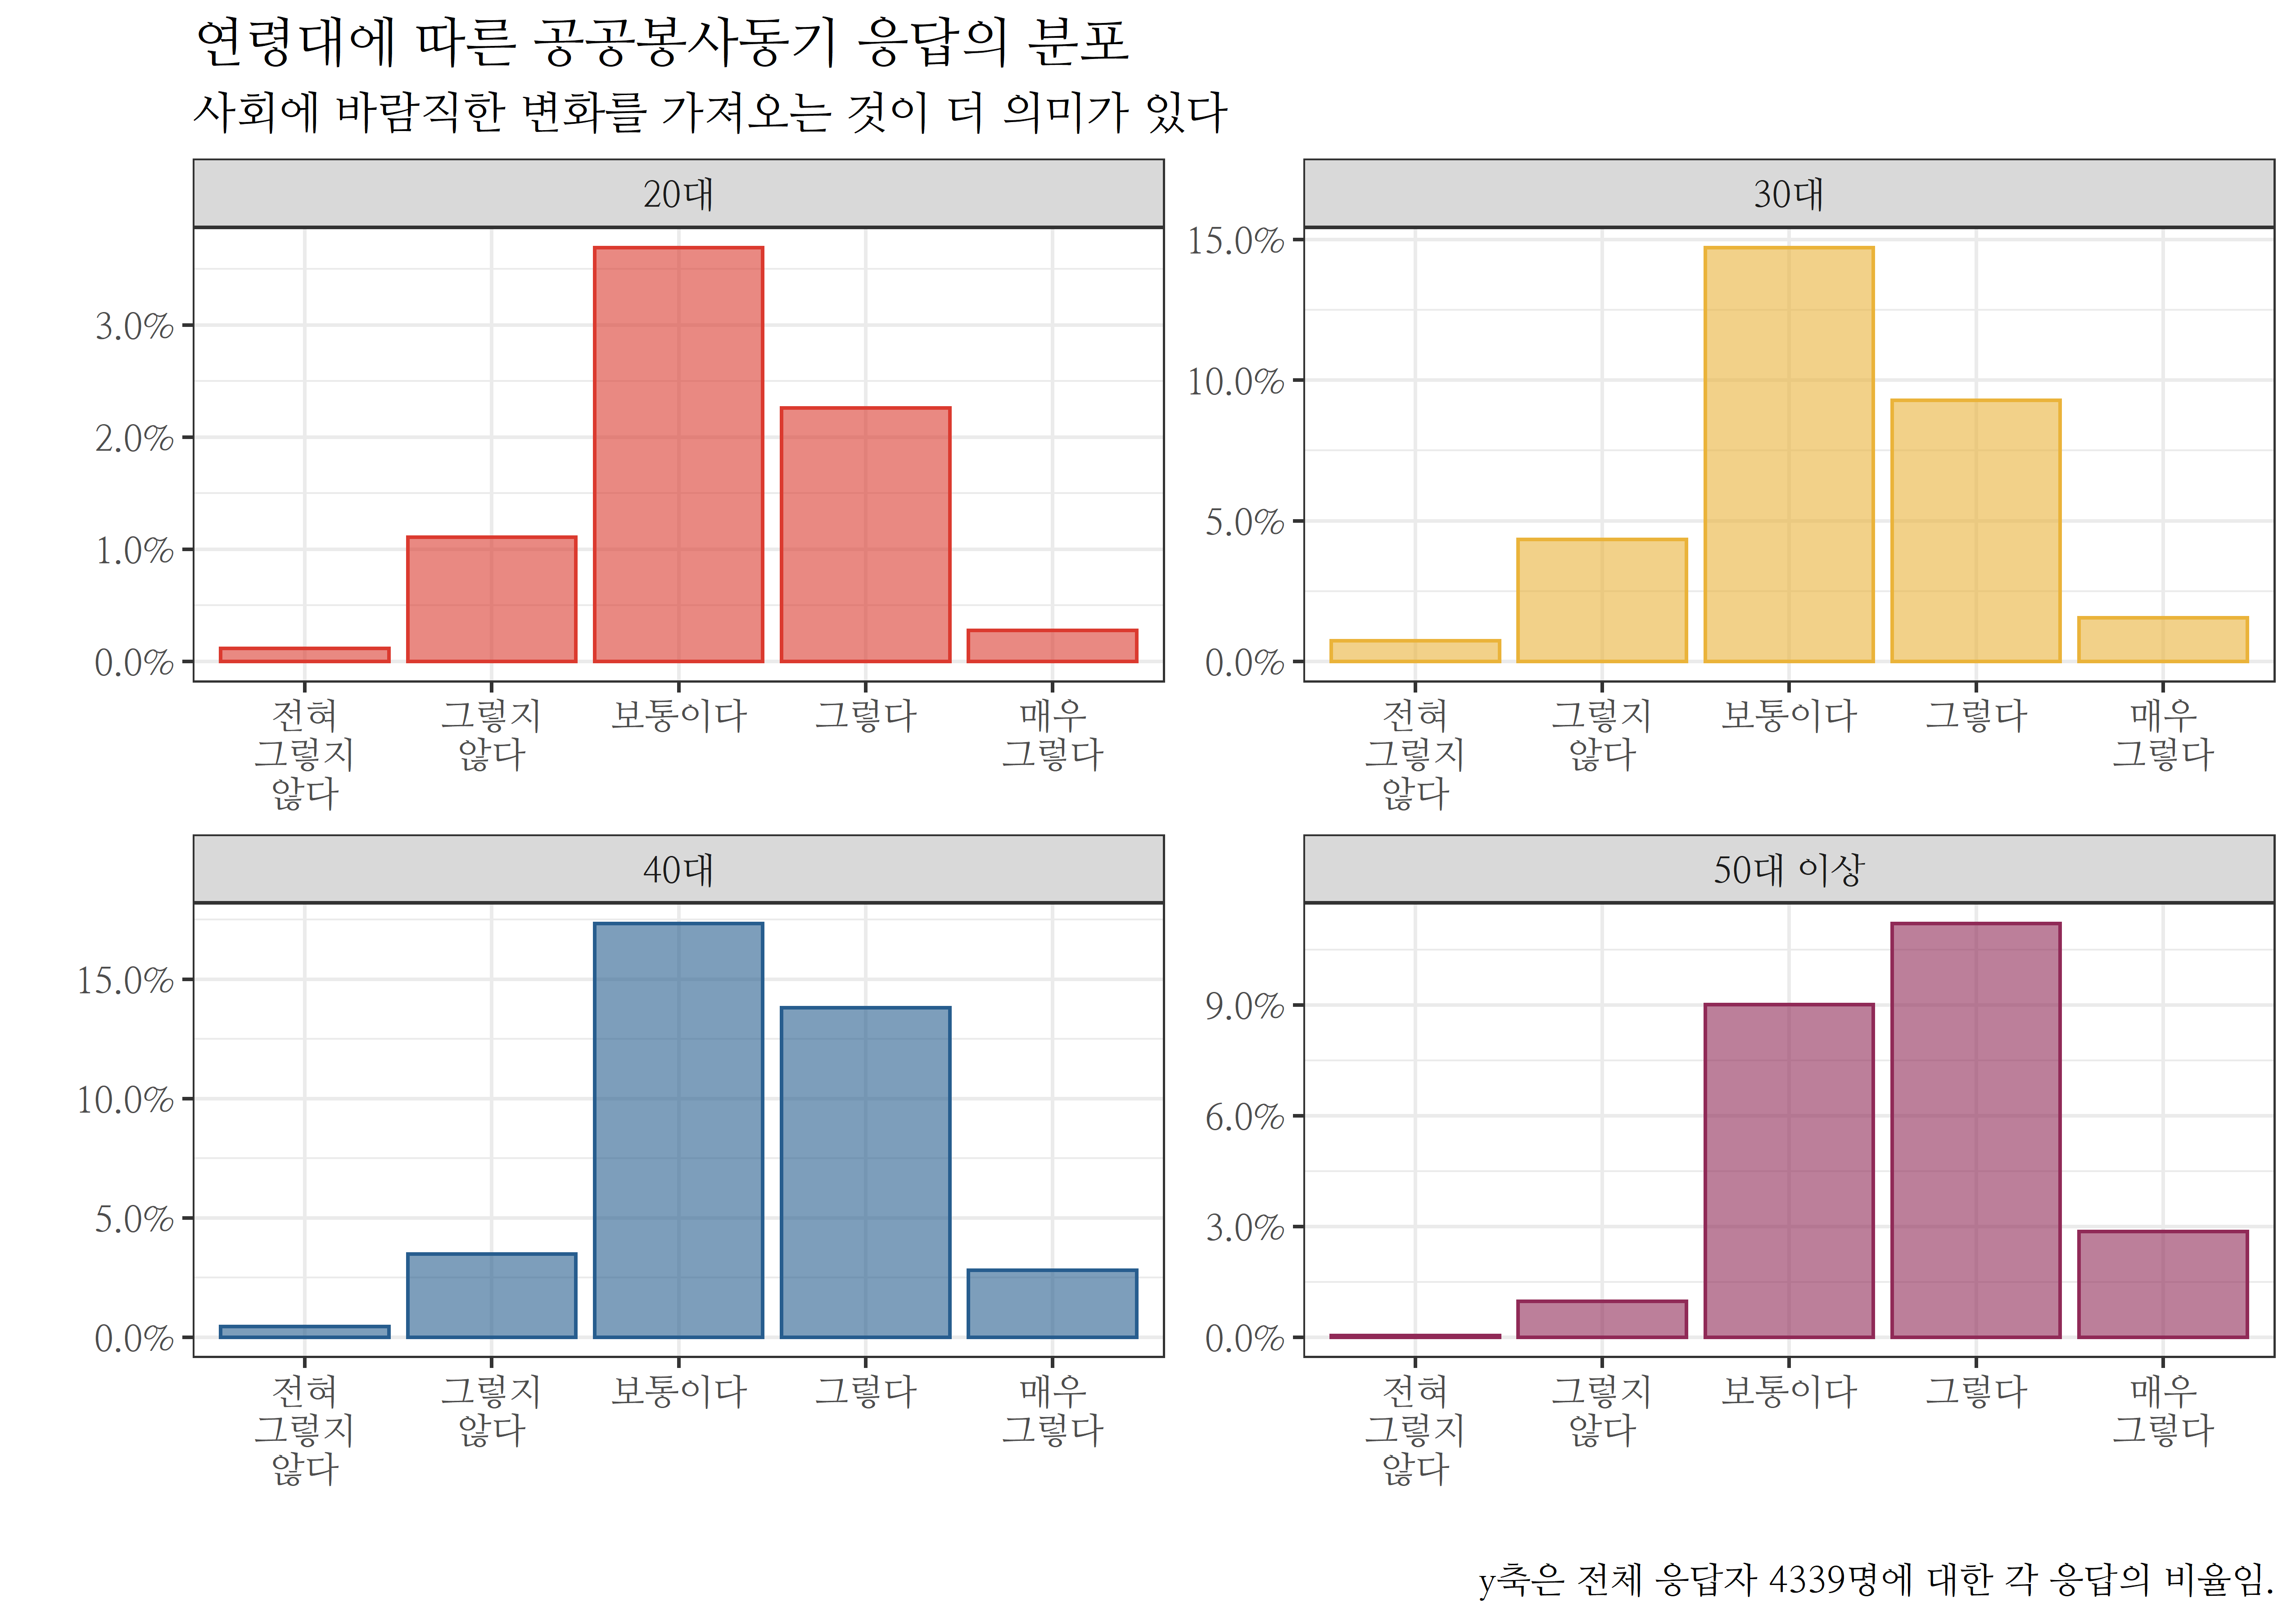 연령대에 따른 공공봉사동기 응답의 분포
사회에 바람직한 변화를 가져오는 것이 더 의미가 있다
20대
3.0%
2.0%
1.0%
0.0%
전혀
그렇지
않다
그렇지
않다
보통이다
그렇다
매우
그렇다
30대
15.0%
10.0%
5.0%
0.0%
전혀
그렇지
않다
그렇지
않다
보통이다
그렇다
매우
그렇다
40대
15.0%
10.0%
5.0%
0.0%
전혀
그렇지
않다
그렇지
않다
보통이다
그렇다
매우
그렇다
50대 이상
9.0%
6.0%
3.0%
0.0%
전혀
그렇지
않다
그렇지
않다
보통이다
그렇다
매우
그렇다
y축은 전체 응답자 4339명에 대한 각 응답의 비율임.